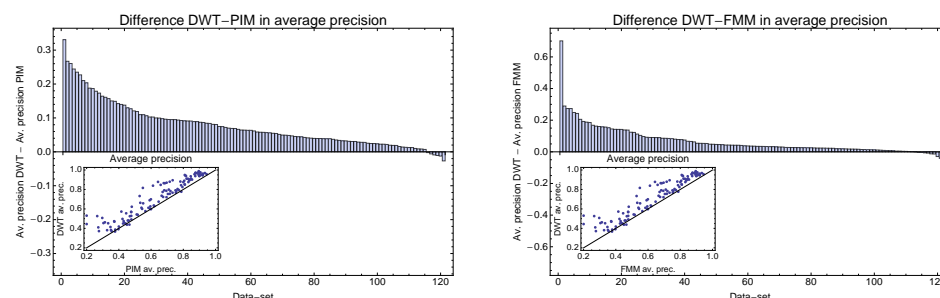 Difference DWT−PIM in average precision
Av. precision DWT − Av. precision PIM
0.3
0.2
0.1
0.0
−0.1
−0.2
−0.3
Average precision
DWT av. prec.
1.0
0.8
0.6
0.4
0.2
0.2 0.4 0.6 0.8 1.0
PIM av. prec.
0 20 40 60 80 100 120
Data−set
Difference DWT−FMM in average precision
Av. precision DWT − Av. precision FMM
0.6
0.4
0.2
0.0
−0.2
−0.4
−0.6
Average precision
DWT av. prec.
1.0
0.8
0.6
0.4
0.2
0.2 0.4 0.6 0.8 1.0
FMM av. prec.
0 20 40 60 80 100 120
Data−set